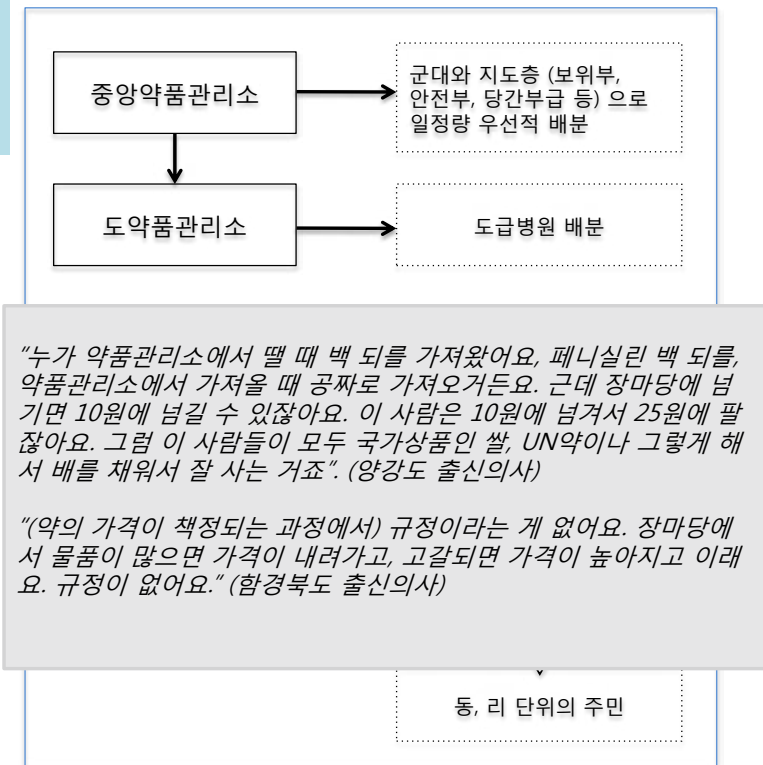 중앙약품관리소
군대와 지도층 (보위부,
안전부, 당간부급 등) 으로
일정량 우선적 배분
도약품관리소
도급병원 배분
"누가 약품관리소에서 땔 때 백 되를 가져왔어요, 페니실린 백 되를,
약품관리소에서 가져올 때 공짜로 가져오거든요. 근데 장마당에 넘
기면 10원에 넘길 수 있잖아요. 이 사람은 10원에 넘겨서 25원에 팔
잖아요. 그럼 이 사람들이 모두 국가상품인 쌀, UN약이나 그렇게 해
서 배를 채워서 잘 사는 거죠". (양강도 출신의사)
"(약의 가격이 책정되는 과정에서) 규정이라는 게 없어요. 장마당에
서 물품이 많으면 가격이 내려가고, 고갈되면 가격이 높아지고 이래
요. 규정이 없어요." (함경북도 출신의사)
동, 리 단위의 주민